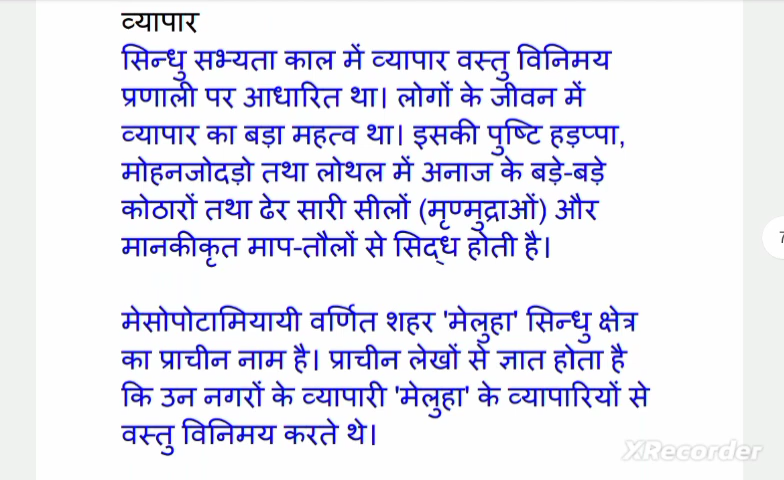 व्यापार
सिन्धु सभ्यता काल में व्यापार वस्तु विनिमय
प्रणाली पर आधारित था। लोगों के जीवन में
व्यापार का बड़ा महत्व था। इसकी पुष्टि हड़प्पा,
मोहनजोदड़ो तथा लोथल में अनाज के बड़े-बड़े
कोठारों तथा ढेर सारी सीलों (मृण्मुद्राओं) और
मानकीकृत माप-तौलों से सिद्ध होती है।
मेसोपोटामियायी वर्णित शहर 'मेलुहा' सिन्धु क्षेत्र
का प्राचीन नाम है। प्राचीन लेखों से ज्ञात होता है
कि उन नगरों के व्यापारी 'मेलुहा' के व्यापारियों से
वस्तु विनिमय करते थे।
XRecorder
7